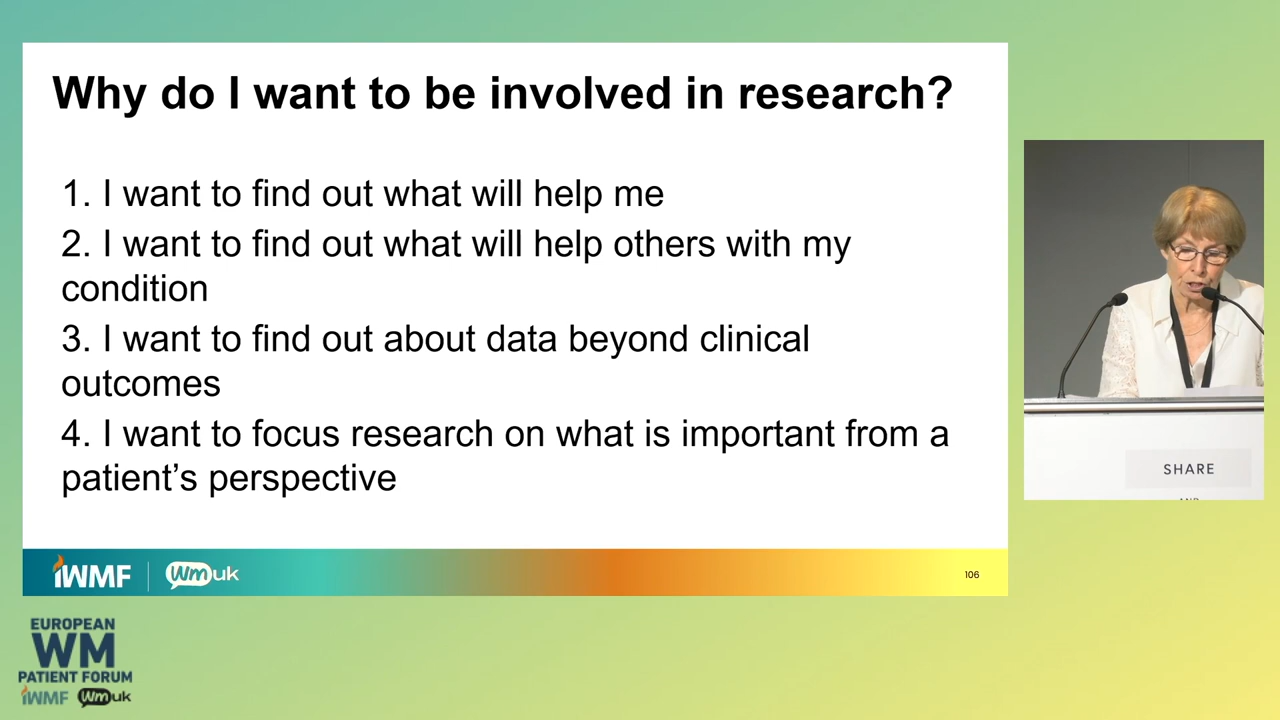 Why do I want to be involved in research?
1. I want to find out what will help me
2. I want to find out what will help others with my
condition
3. I want to find out about data beyond clinical
outcomes
4. I want to focus research on what is important from a
patient’s perspective
iWMF
Wmuk
106
SHARE
EUROPEAN
WM
PATIENT FORUM
iWMF Wmuk